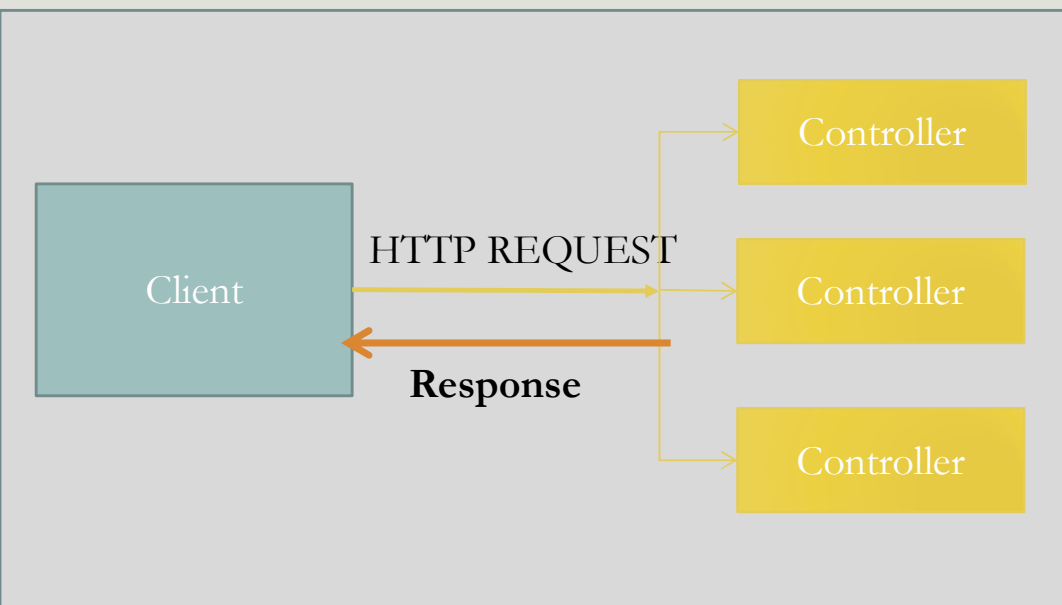 Controller
HTTP REQUEST
Client
Controller
Response
Controller